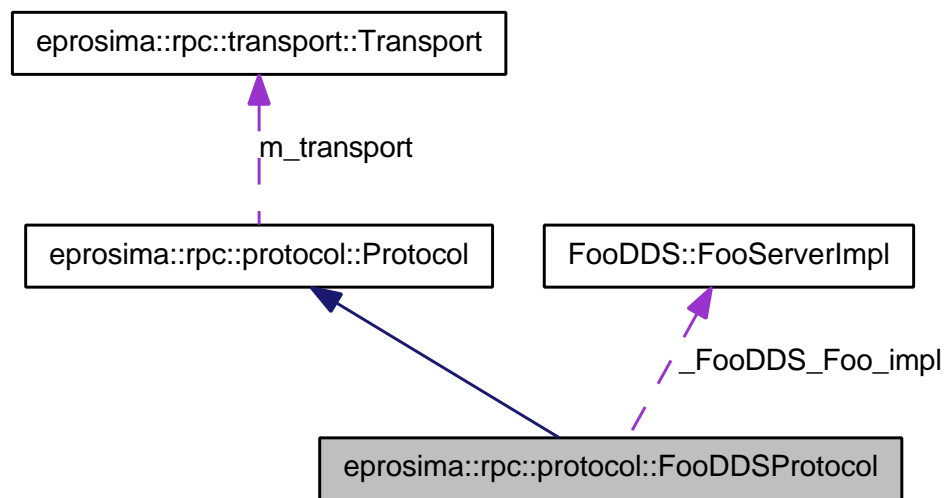 eprosima::rpc::transport::Transport
m_transport
eprosima::rpc::protocol::Protocol
FooDDS::FooServerImpl
_FooDDS_Foo_impl
eprosima::rpc::protocol::FooDDSProtocol